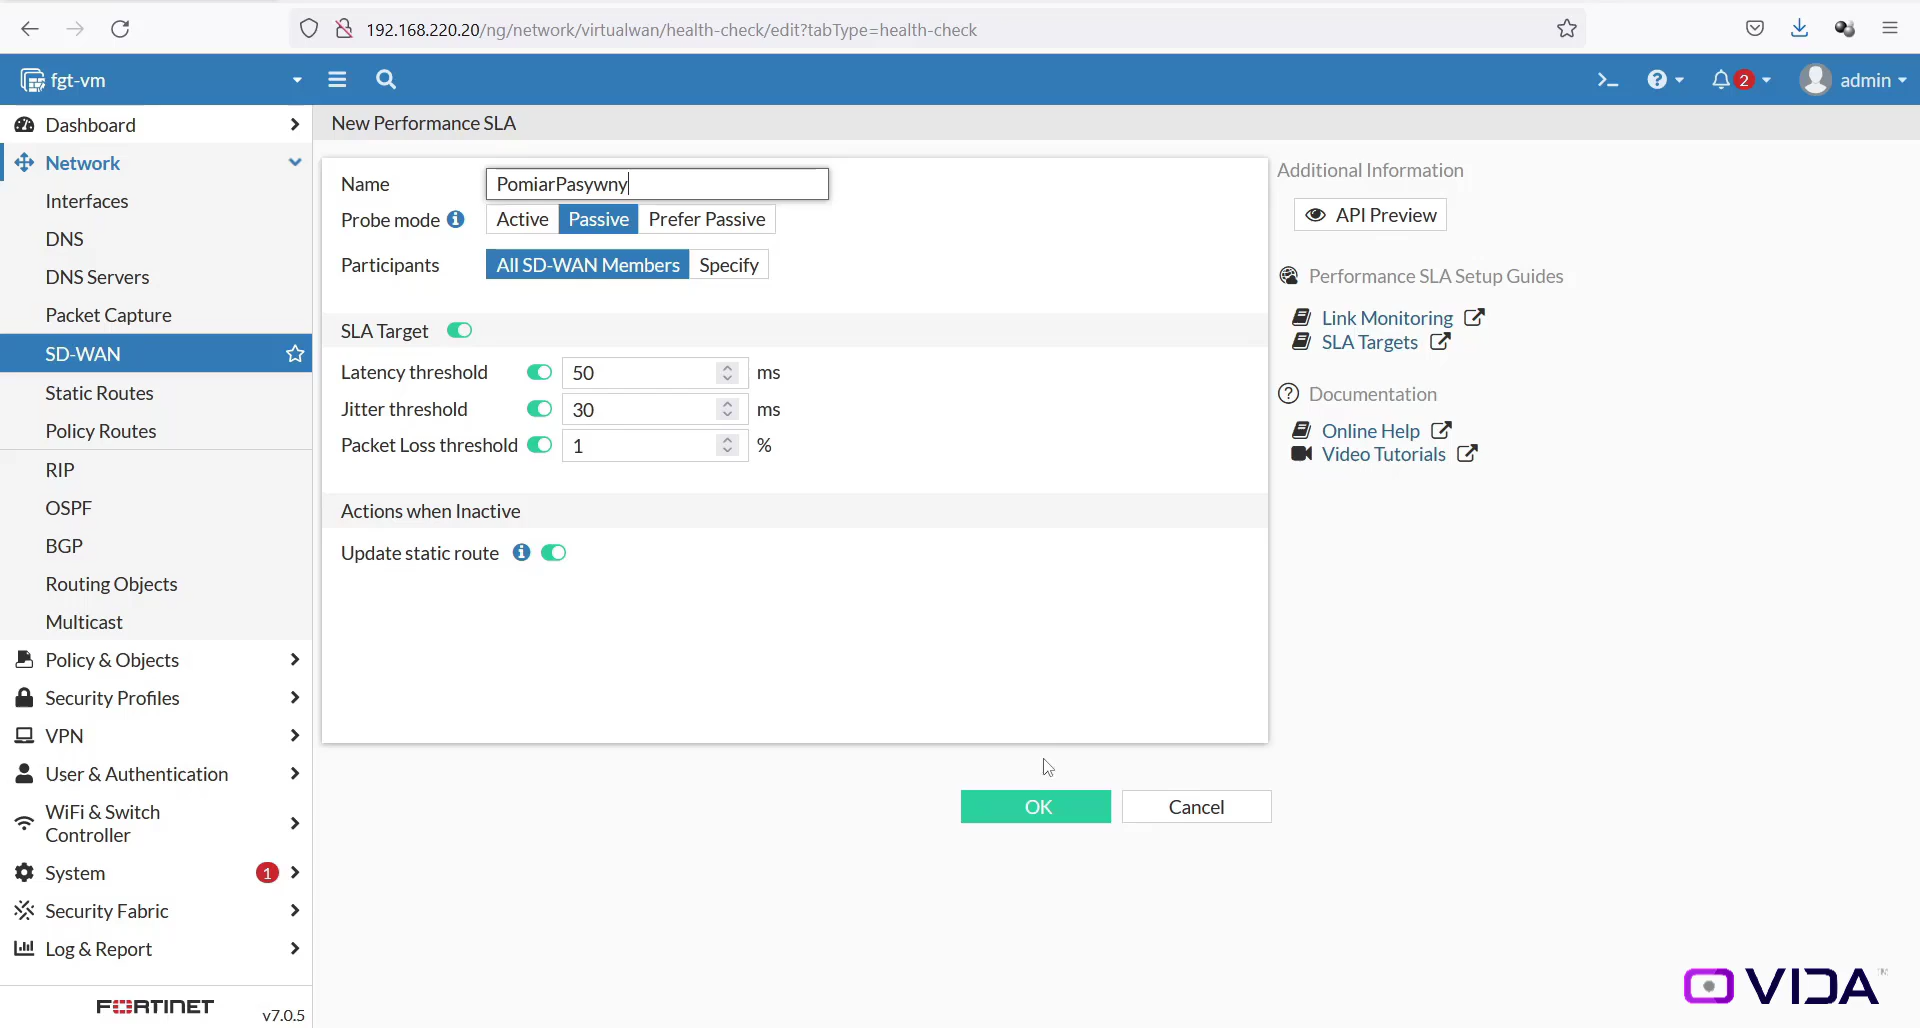 192.168.220.20/ng/network/virtualwan/health-check/edit?tabType=health-check
fgt-vm
2
admin
Dashboard
Network
Interfaces
DNS
DNS Servers
Packet Capture
SD-WAN
Static Routes
Policy Routes
RIP
OSPF
BGP
Routing Objects
Multicast
Policy & Objects
Security Profiles
VPN
User & Authentication
WiFi & Switch
Controller
System 1
Security Fabric
Log & Report
FORTINET v7.0.5
New Performance SLA
Name PomiarPasywny
Probe mode Active Passive Prefer Passive
Participants All SD-WAN Members Specify
SLA Target
Latency threshold 50 ms
Jitter threshold 30 ms
Packet Loss threshold 1 %
Actions when Inactive
Update static route
OK Cancel
Additional Information
API Preview
Performance SLA Setup Guides
Link Monitoring
SLA Targets
Documentation
Online Help
Video Tutorials
VIDA